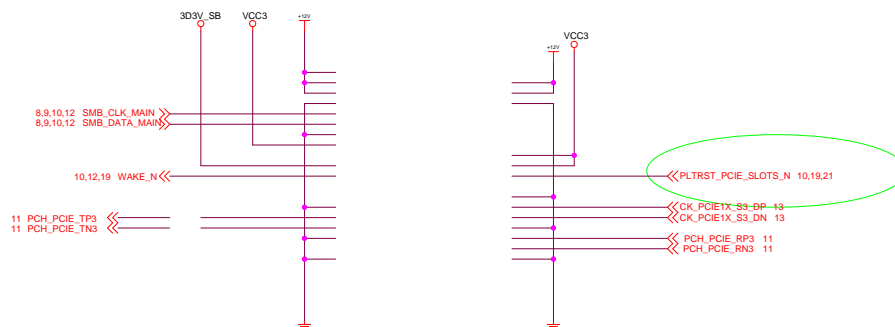 3D3V_SB
VCC3
+12V
VCC3
+12V
8,9,10,12 SMB_CLK_MAIN
8,9,10,12 SMB_DATA_MAIN
10,12,19 WAKE_N
PLTRST_PCIE_SLOTS_N 10,19,21
CK_PCIE1X_S3_DP 13
11 PCH_PCIE_TP3
CK_PCIE1X_S3_DN 13
11 PCH_PCIE_TN3
PCH_PCIE_RP3 11
PCH_PCIE_RN3 11